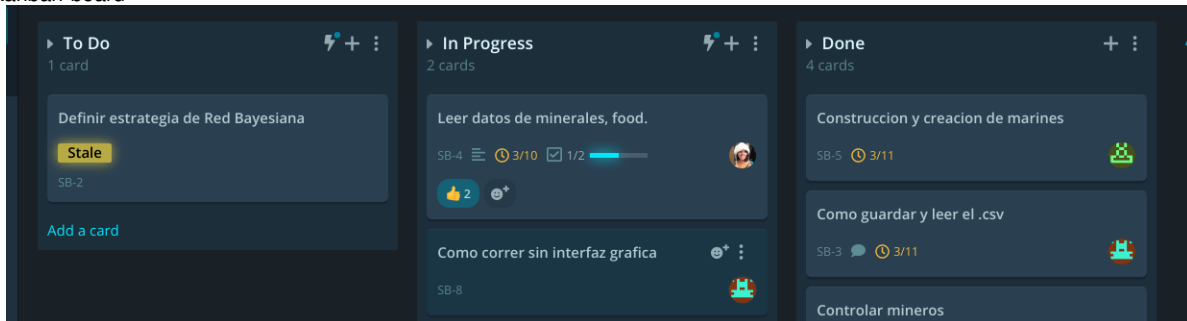 To Do
1 card
Definir estrategia de Red Bayesiana
Stale
SB-2
Add a card
In Progress
2 cards
Leer datos de minerales, food.
SB-4 3/10 1/2
2
Como correr sin interfaz grafica
SB-8
Done
4 cards
Construccion y creacion de marines
SB-5 3/11
Como guardar y leer el .csv
SB-3 3/11
Controlar mineros